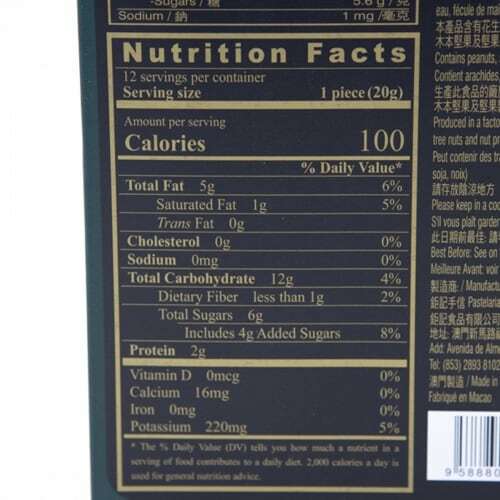 -Sugars / 糖 5.6 g / 克
Sodium / 鈉 1 mg /毫克
Nutrition Facts
12 servings per container
Serving size 1 piece (20g)
Amount per serving
Calories 100
% Daily Value*
Total Fat 5g 6%
Saturated Fat 1g 5%
Trans Fat 0g
Cholesterol 0g 0%
Sodium 0mg 0%
Total Carbohydrate 12g 4%
Dietary Fiber less than 1g 2%
Total Sugars 6g
Includes 4g Added Sugars 8%
Protein 2g
Vitamin D 0mcg 0%
Calcium 16mg 0%
Iron 0mg 0%
Potassium 220mg 5%
* The % Daily Value (DV) tells you how much a nutrient in a
serving of food contributes to a daily diet. 2,000 calories a day is
used for general nutrition advice.
eau, fécule de
本產品含有花生
木本堅果及
Contains peanuts,
Contient arachides,
生產此食品的廠
木本堅果及
Produced in a
tree nuts and nut
Peut contenir des
soja, noix)
請存放陰涼地方
Please keep in a
S'il vous plaît garder
此日期前最佳: 請
Best Before: See on
Meilleure Avant: voir
製造商: /
鉅記手信 Pastelaria
鉅記食品有限公司
地址: 澳門新馬路
Add: Avenida de
Tel: (853) 2893 8102
澳門製造 / Made in
Fabriqué en Macao
9 58880